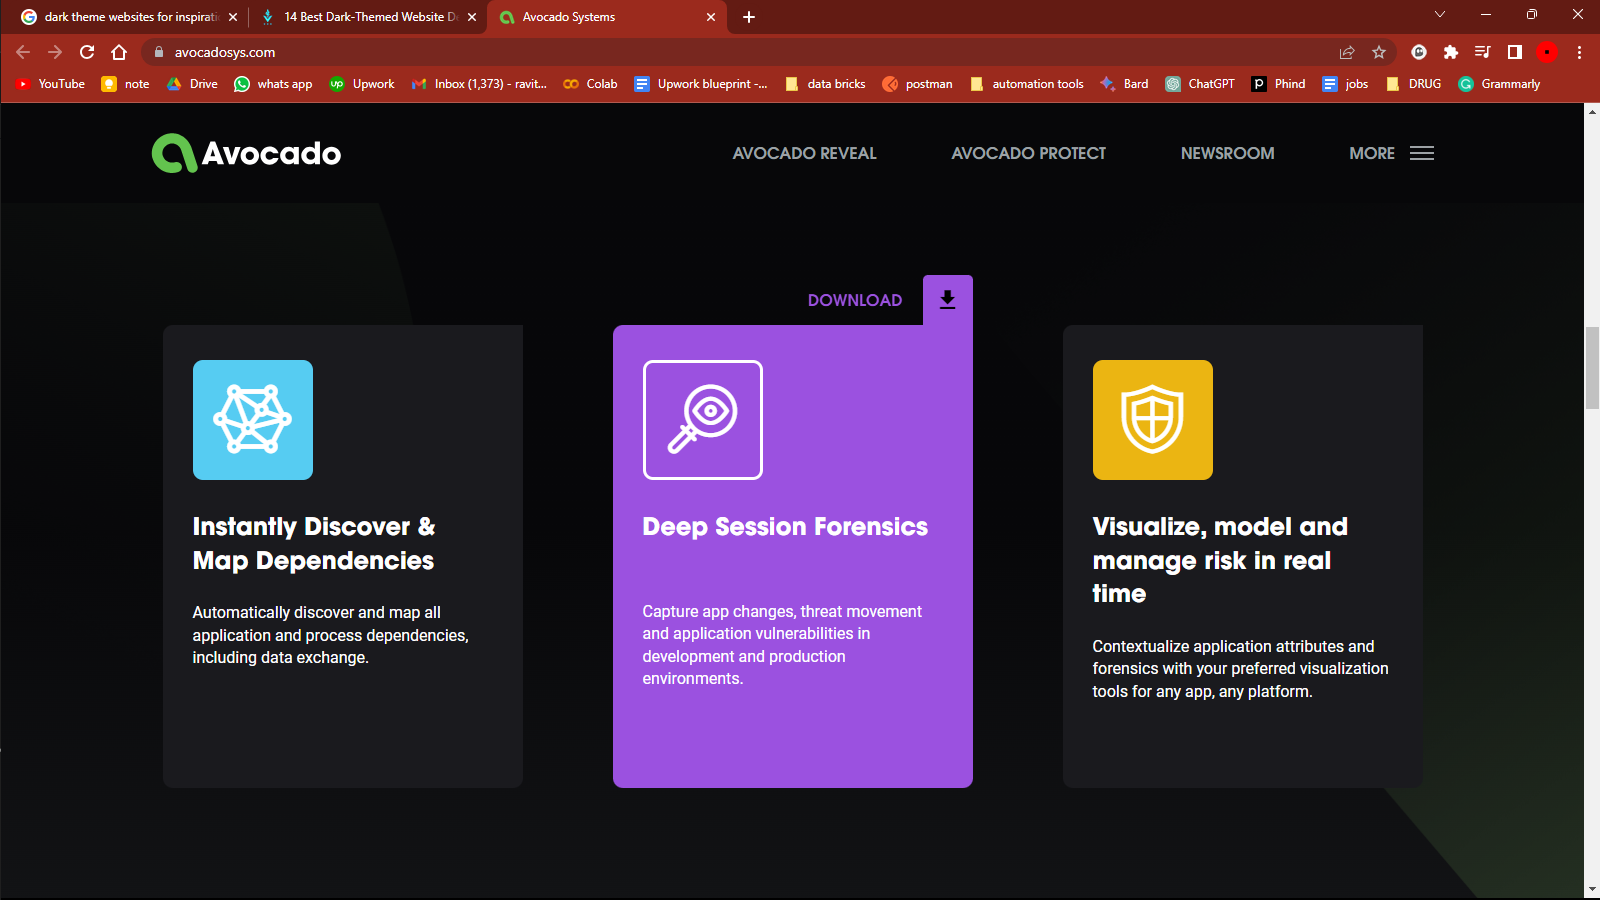 dark theme websites for inspirati
14 Best Dark-Themed Website D
Avocado Systems
avocadosys.com
YouTube
note
Drive
whats app
up
Upwork
Inbox (1,373) - ravit...
Colab
Upwork blueprint -...
data bricks
postman
automation tools
Bard
ChatGPT
Phind
jobs
DRUG
Grammarly
Avocado
AVOCADO REVEAL
AVOCADO PROTECT
NEWSROOM
MORE
DOWNLOAD
Instantly Discover &
Map Dependencies
Automatically discover and map all
application and process dependencies,
including data exchange.
Deep Session Forensics
Capture app changes, threat movement
and application vulnerabilities in
development and production
environments.
Visualize, model and
manage risk in real
time
Contextualize application attributes and
forensics with your preferred visualization
tools for any app, any platform.